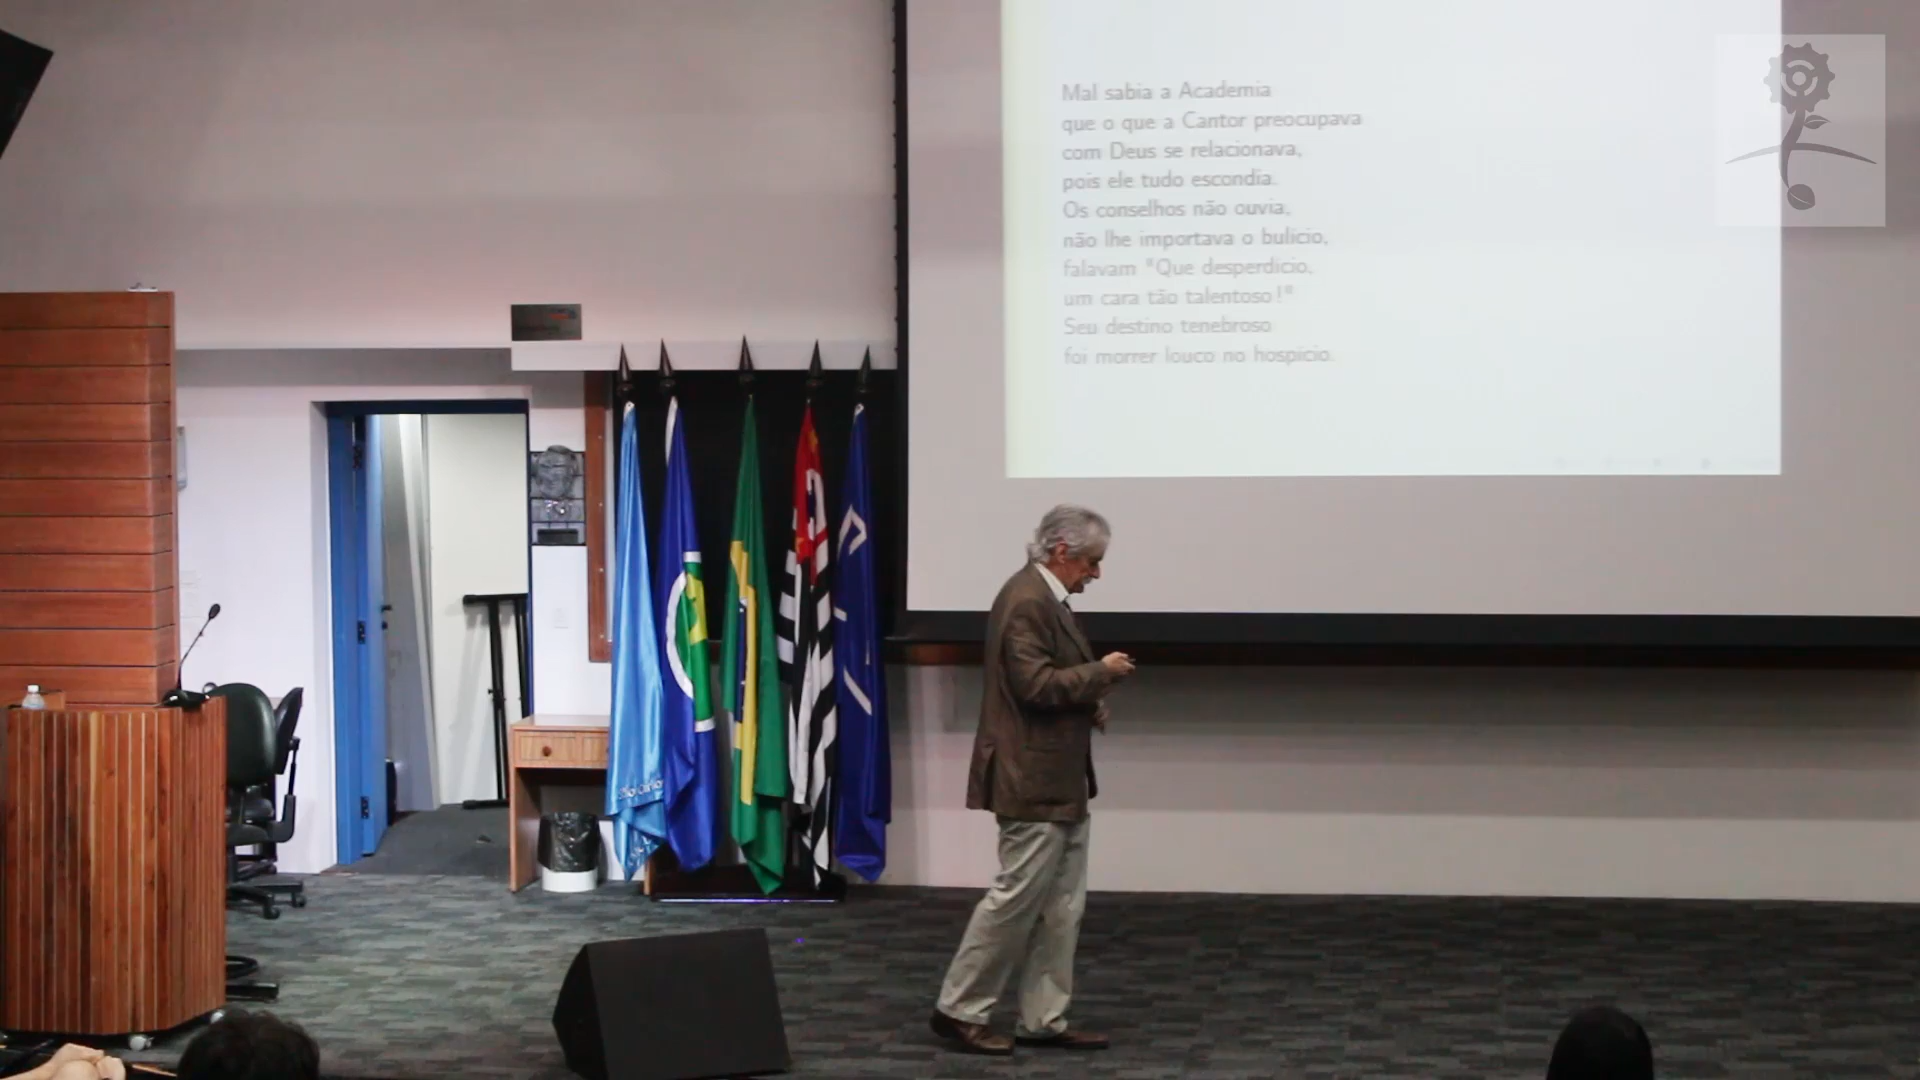 Mal sabia a Academia
que o que a Cantor preocupava
com Deus se relacionava,
pois ele tudo escondia.
Os conselhos não ouvia,
não lhe importava o bulício,
falavam "Que desperdício,
um cara tão talentoso!"
Seu destino tenebroso
foi morrer louco no hospício.